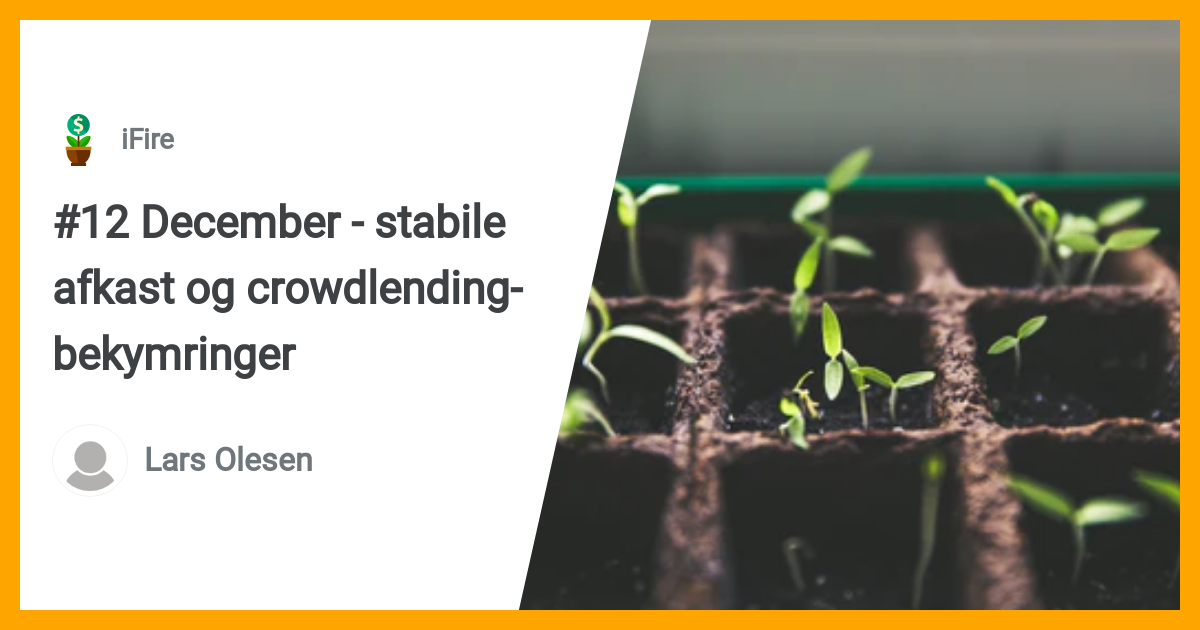 $
iFire
#12 December - stabile
afkast og crowdlending-
bekymringer
Lars Olesen